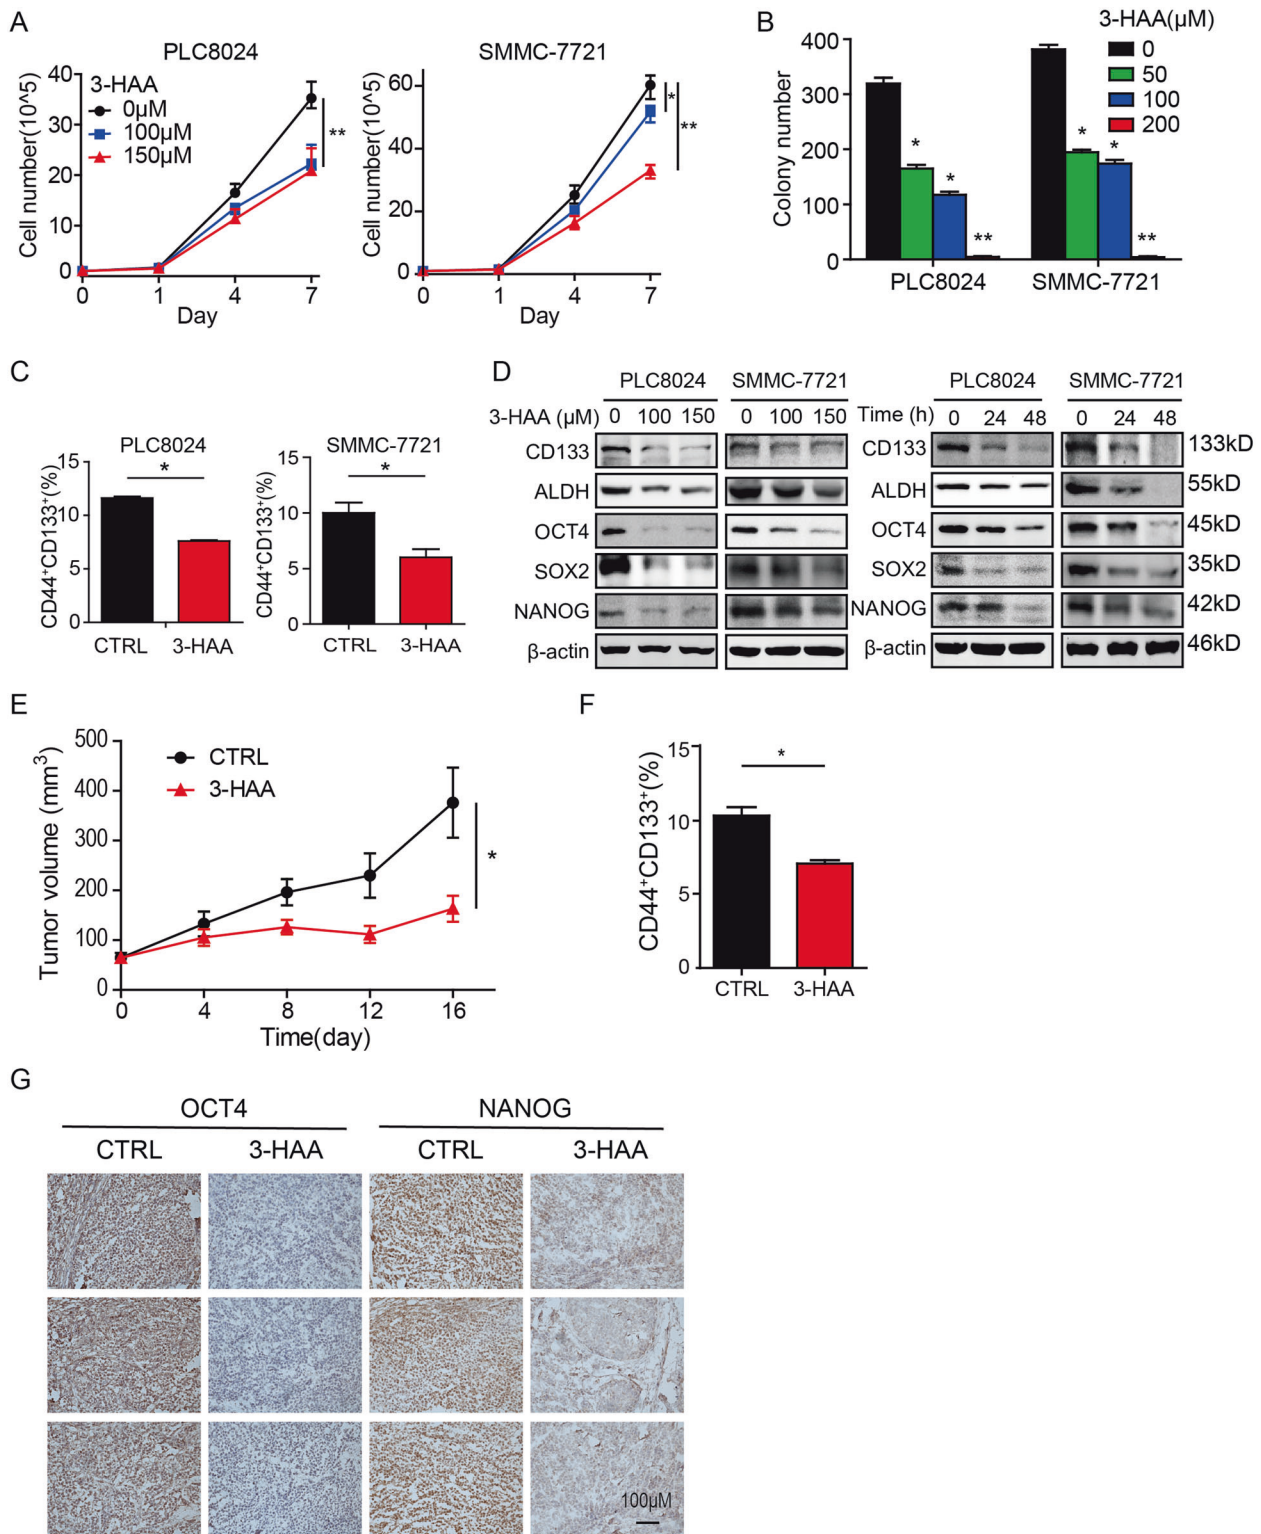 A
PLC8024
SMMC-7721
Cell number(10^5)
40
30
20
10
0
3-HAA
0μM
100μM
150μM
**
0 1 4 7
Day
Cell number(10^5)
60
40
20
0
*
**
0 1 4 7
Day
B
3-HAA(μM)
0
50
100
200
Colony number
400
300
200
100
0
* * **
* * **
PLC8024 SMMC-7721
C
PLC8024
SMMC-7721
CD44+CD133+(%)
15
10
5
0
*
CTRL 3-HAA
CD44+CD133+(%)
15
10
5
0
*
CTRL 3-HAA
D
PLC8024 SMMC-7721
3-HAA (μM) 0 100 150 0 100 150
CD133
ALDH
OCT4
SOX2
NANOG
β-actin
PLC8024 SMMC-7721
Time (h) 0 24 48 0 24 48
CD133 133kD
ALDH 55kD
OCT4 45kD
SOX2 35kD
NANOG 42kD
β-actin 46kD
E
Tumor volume (mm3)
500
400
300
200
100
0
CTRL
3-HAA
*
0 4 8 12 16
Time(day)
F
CD44+CD133+(%)
15
10
5
0
*
CTRL 3-HAA
G
OCT4 NANOG
CTRL 3-HAA CTRL 3-HAA
100μM